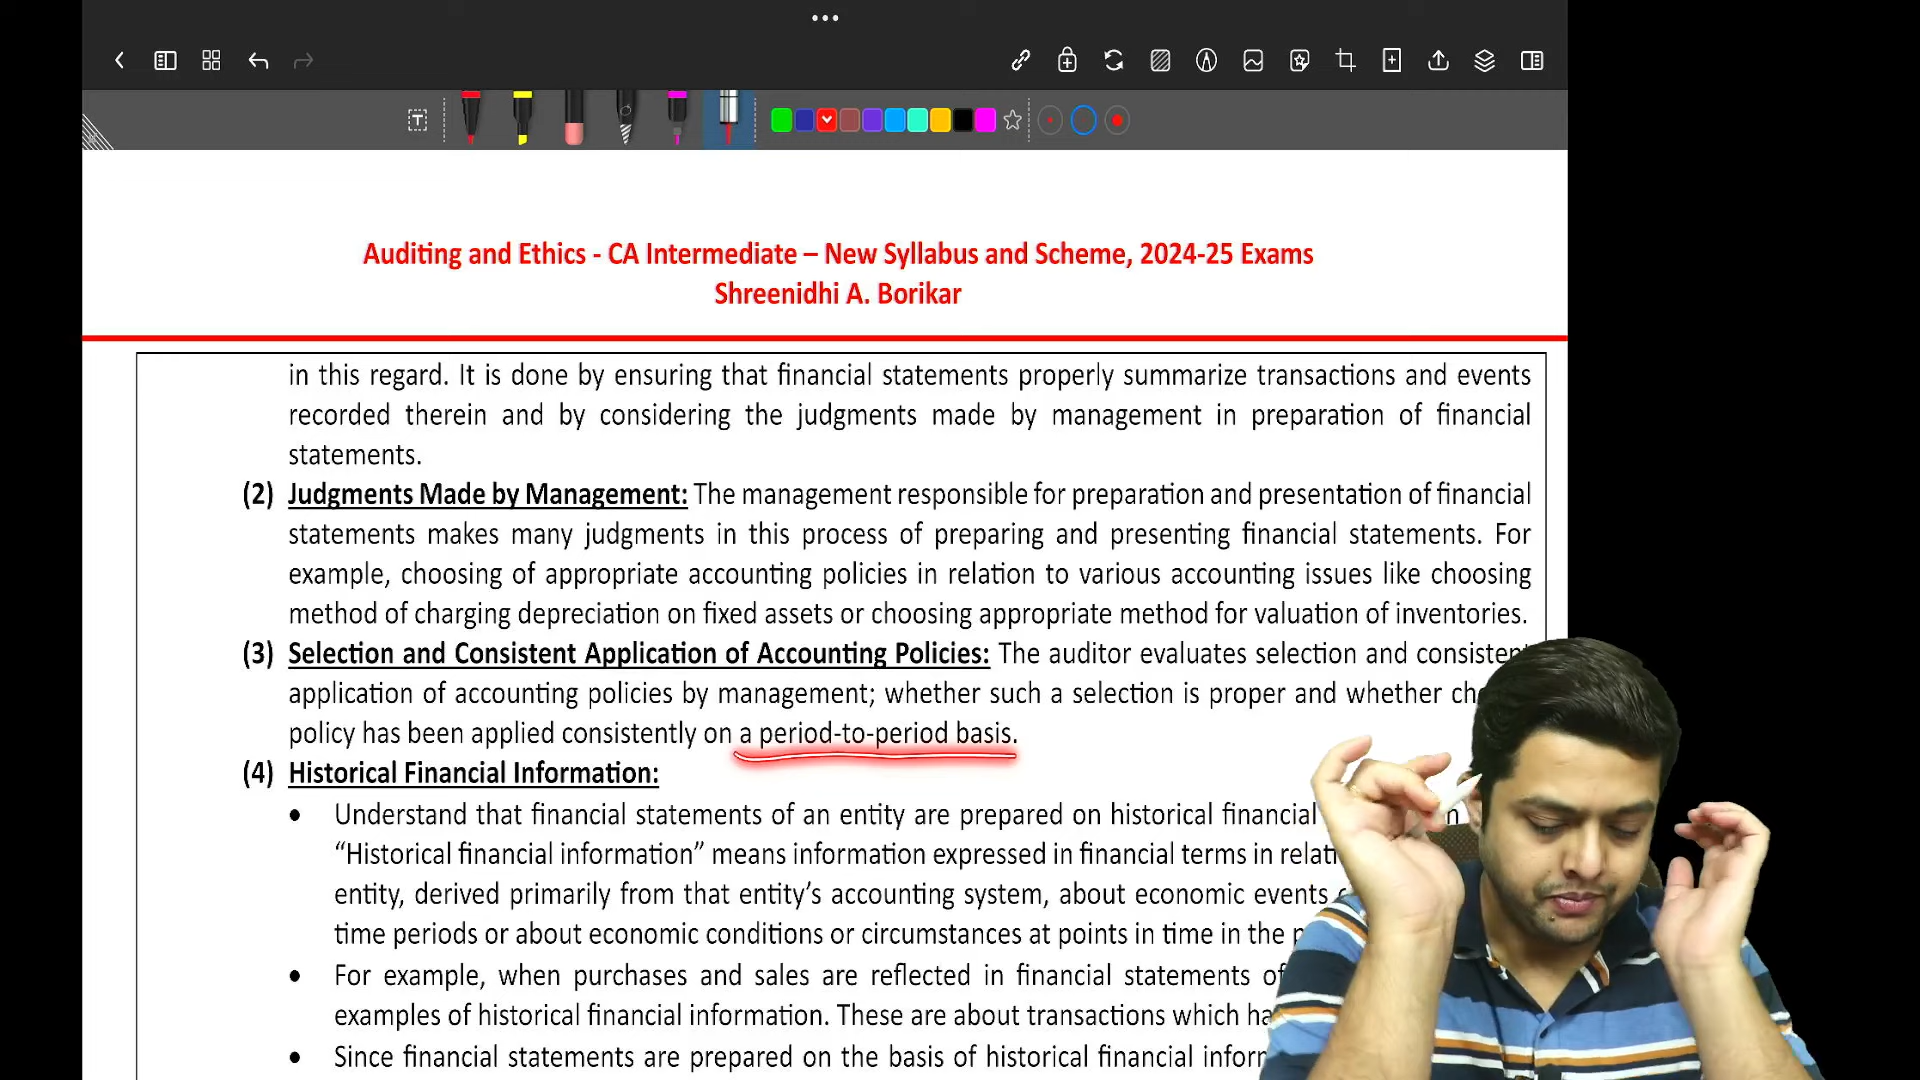 Auditing and Ethics - CA Intermediate – New Syllabus and Scheme, 2024-25 Exams
Shreenidhi A. Borikar
in this regard. It is done by ensuring that financial statements properly summarize transactions and events
recorded therein and by considering the judgments made by management in preparation of financial
statements.
(2) Judgments Made by Management: The management responsible for preparation and presentation of financial
statements makes many judgments in this process of preparing and presenting financial statements. For
example, choosing of appropriate accounting policies in relation to various accounting issues like choosing
method of charging depreciation on fixed assets or choosing appropriate method for valuation of inventories.
(3) Selection and Consistent Application of Accounting Policies: The auditor evaluates selection and consistent
application of accounting policies by management; whether such a selection is proper and whether
policy has been applied consistently on a period-to-period basis.
(4) Historical Financial Information:
• Understand that financial statements of an entity are prepared on historical financial
“Historical financial information” means information expressed in financial terms in
entity, derived primarily from that entity’s accounting system, about economic events
time periods or about economic conditions or circumstances at points in time in the
• For example, when purchases and sales are reflected in financial statements of
examples of historical financial information. These are about transactions which
• Since financial statements are prepared on the basis of historical financial